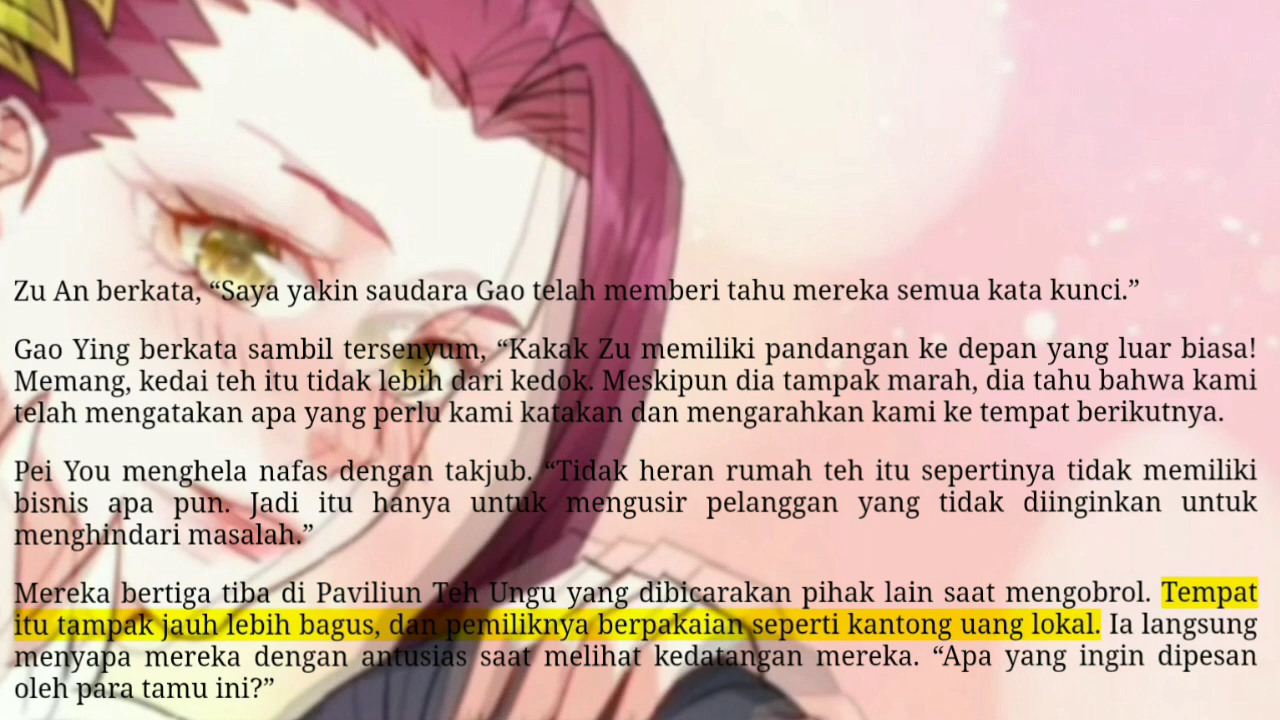 Zu An berkata, “Saya yakin saudara Gao telah memberi tahu mereka semua kata kunci.”
Gao Ying berkata sambil tersenyum, “Kakak Zu memiliki pandangan ke depan yang luar biasa!
Memang, kedai teh itu tidak lebih dari kedok. Meskipun dia tampak marah, dia tahu bahwa kami
telah mengatakan apa yang perlu kami katakan dan mengarahkan kami ke tempat berikutnya.
Pei You menghela nafas dengan takjub. “Tidak heran rumah teh itu sepertinya tidak memiliki
bisnis apa pun. Jadi itu hanya untuk mengusir pelanggan yang tidak diinginkan untuk
menghindari masalah.”
Mereka bertiga tiba di Paviliun Teh Ungu yang dibicarakan pihak lain saat mengobrol. Tempat
itu tampak jauh lebih bagus, dan pemiliknya berpakaian seperti kantong uang lokal. Ia langsung
menyapa mereka dengan antusias saat melihat kedatangan mereka. “Apa yang ingin dipesan
oleh para tamu ini?”